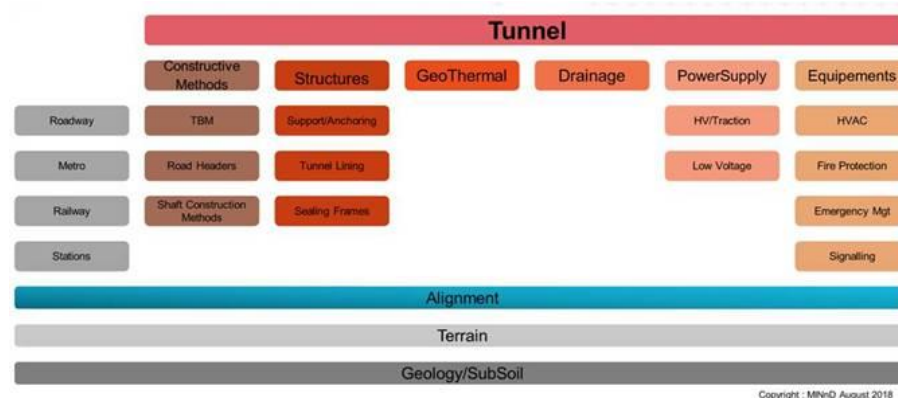 Tunnel
Constructive
Methods
Structures
GeoThermal
Drainage
PowerSupply
Equipements
Roadway
TBM
Support/Anchoring
HV/Traction
HVAC
Metro
Road Headers
Tunnel Lining
Low Voltage
Fire Protection
Railway
Shaft Construction
Methods
Sealing Frames
Emergency Mgt
Stations
Signalling
Alignment
Terrain
Geology/SubSoil
Copyright : MINnD August 2018